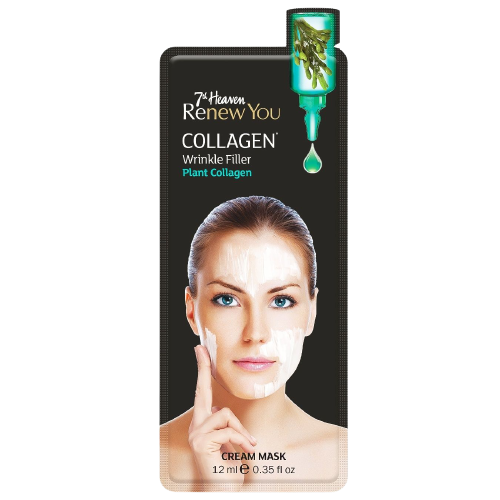 7th Heaven
Renew You
COLLAGEN*
Wrinkle Filler
Plant Collagen
CREAM MASK
12 ml e 0.35 fl oz